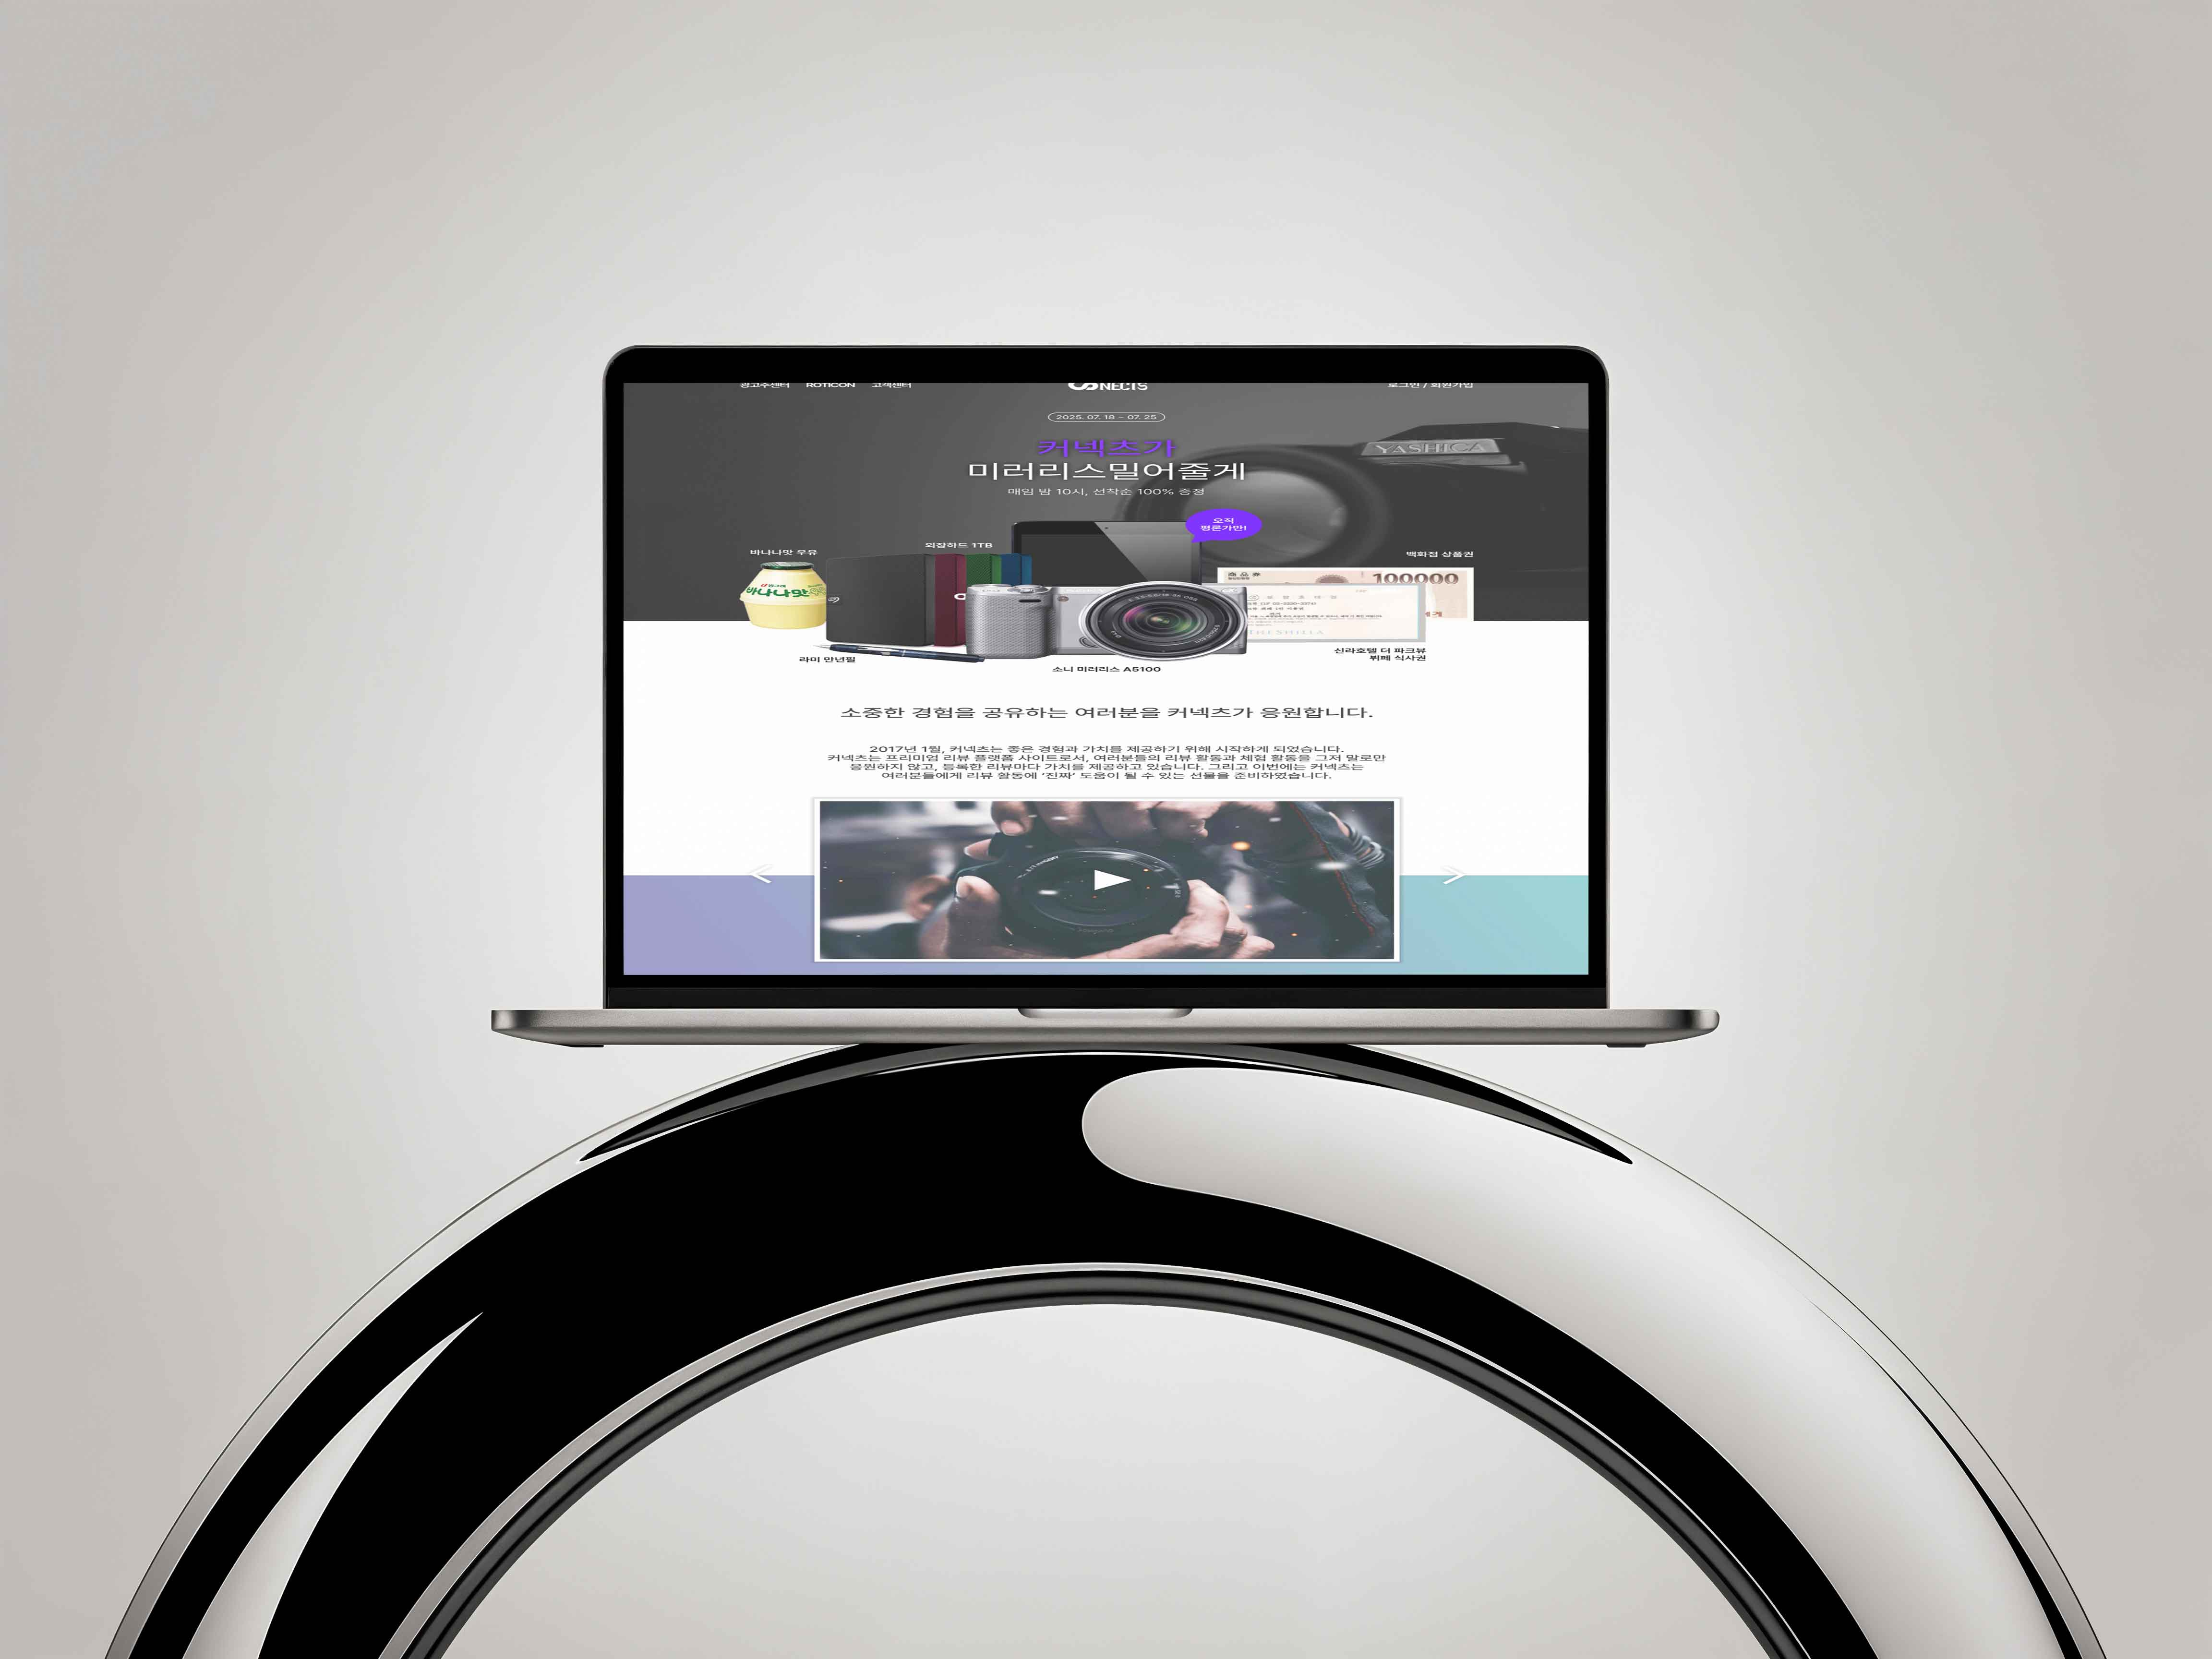 광고주센터 ROTICON 고객센터
NECTS
로그인 / 회원가입
2025. 07. 18 ~ 07. 25
커넥츠가
미러리스밀어줄게
매일 밤 10시, 선착순 100% 증정
YASHICA
오직
평론가만!
외장하드 1TB
바나나맛 우유
백화점 상품권
바나나맛
100000
라미 만년필
신라호텔 더 파크뷰
뷔페 식사권
소니 미러리스 A5100
소중한 경험을 공유하는 여러분을 커넥츠가 응원합니다.
2017년 1월, 커넥츠는 좋은 경험과 가치를 제공하기 위해 시작하게 되었습니다.
커넥츠는 프리미엄 리뷰 플랫폼 사이트로서, 여러분들의 리뷰 활동과 체험 활동을 그저 말로만
응원하지 않고, 등록한 리뷰마다 가치를 제공하고 있습니다. 그리고 이번에는 커넥츠는
여러분들에게 리뷰 활동에 ‘진짜’ 도움이 될 수 있는 선물을 준비하였습니다.